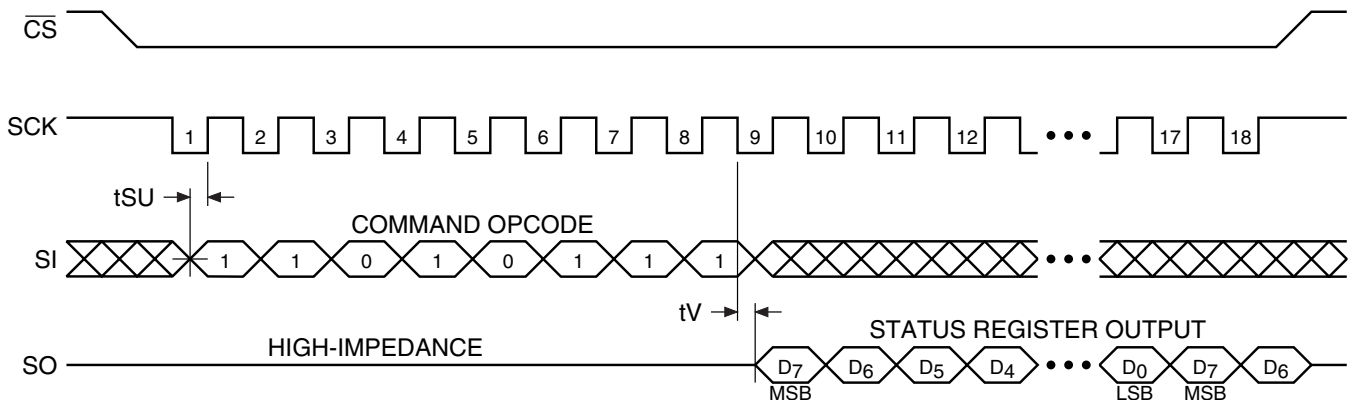 CS
SCK 1 2 3 4 5 6 7 8 9 10 11 12 ••• 17 18
tSU
COMMAND OPCODE
SI 1 1 0 1 0 1 1 1 •••
tV
STATUS REGISTER OUTPUT
HIGH-IMPEDANCE
SO D7 D6 D5 D4 ••• D0 D7 D6
MSB LSB MSB